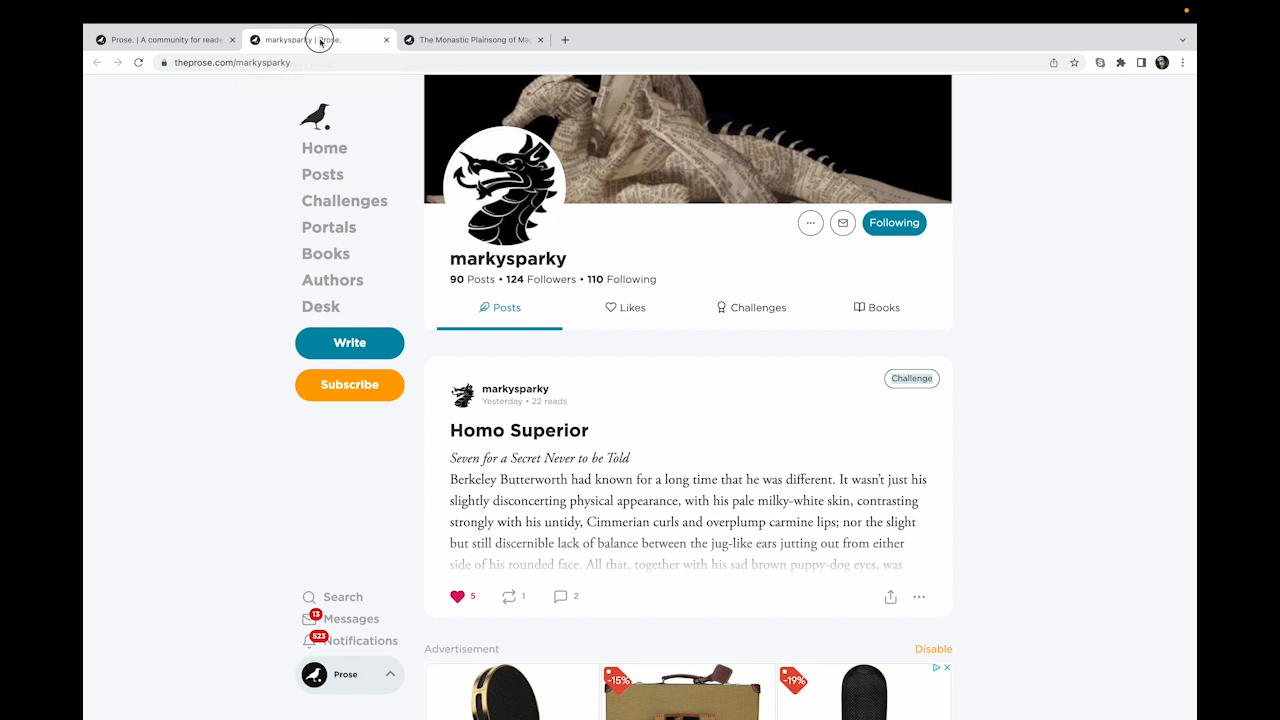 Prose. | A community for reade
markysparky | Prose.
The Monastic Plainsong of Ma
theprose.com/markysparky
Home
Posts
Challenges
Portals
Books
Authors
Desk
Write
Subscribe
Search
13
Messages
523
Notifications
Prose
Following
markysparky
90 Posts • 124 Followers • 110 Following
Posts
Likes
Challenges
Books
markysparky
Yesterday • 22 reads
Challenge
Homo Superior
Seven for a Secret Never to be Told
Berkeley Butterworth had known for a long time that he was different. It wasn’t just his
slightly disconcerting physical appearance, with his pale milky-white skin, contrasting
strongly with his untidy, Cimmerian curls and overplump carmine lips; nor the slight
but still discernible lack of balance between the jug-like ears jutting out from either
side of his rounded face. All that, together with his sad brown puppy-dog eyes, was
5
1
2
Advertisement
Disable
-15%
-19%